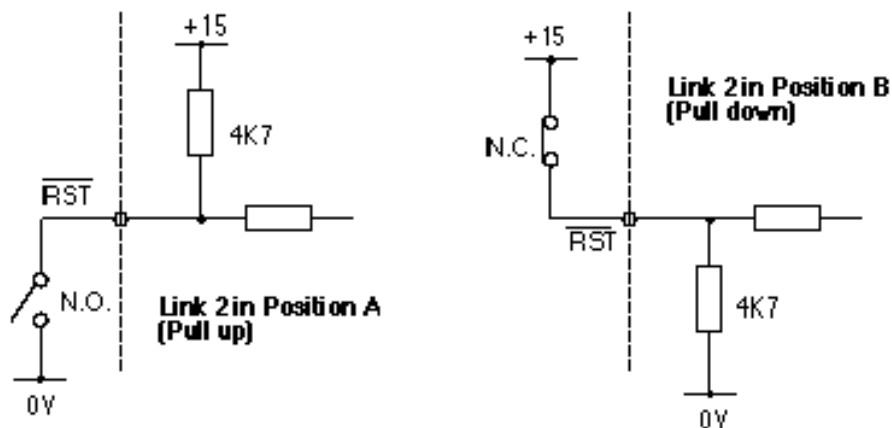 +15
4K7
RST
N.O.
Link 2 in Position A
(Pull up)
0V
+15
Link 2 in Position B
(Pull down)
N.C.
RST
4K7
0V